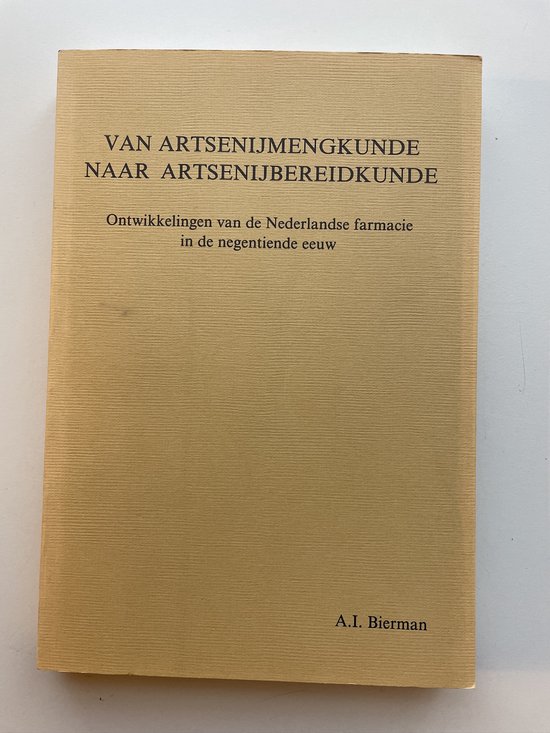 VAN ARTSENIJMENGKUNDE
NAAR ARTSENIJBEREIDKUNDE
Ontwikkelingen van de Nederlandse farmacie
in de negentiende eeuw
A.I. Bierman